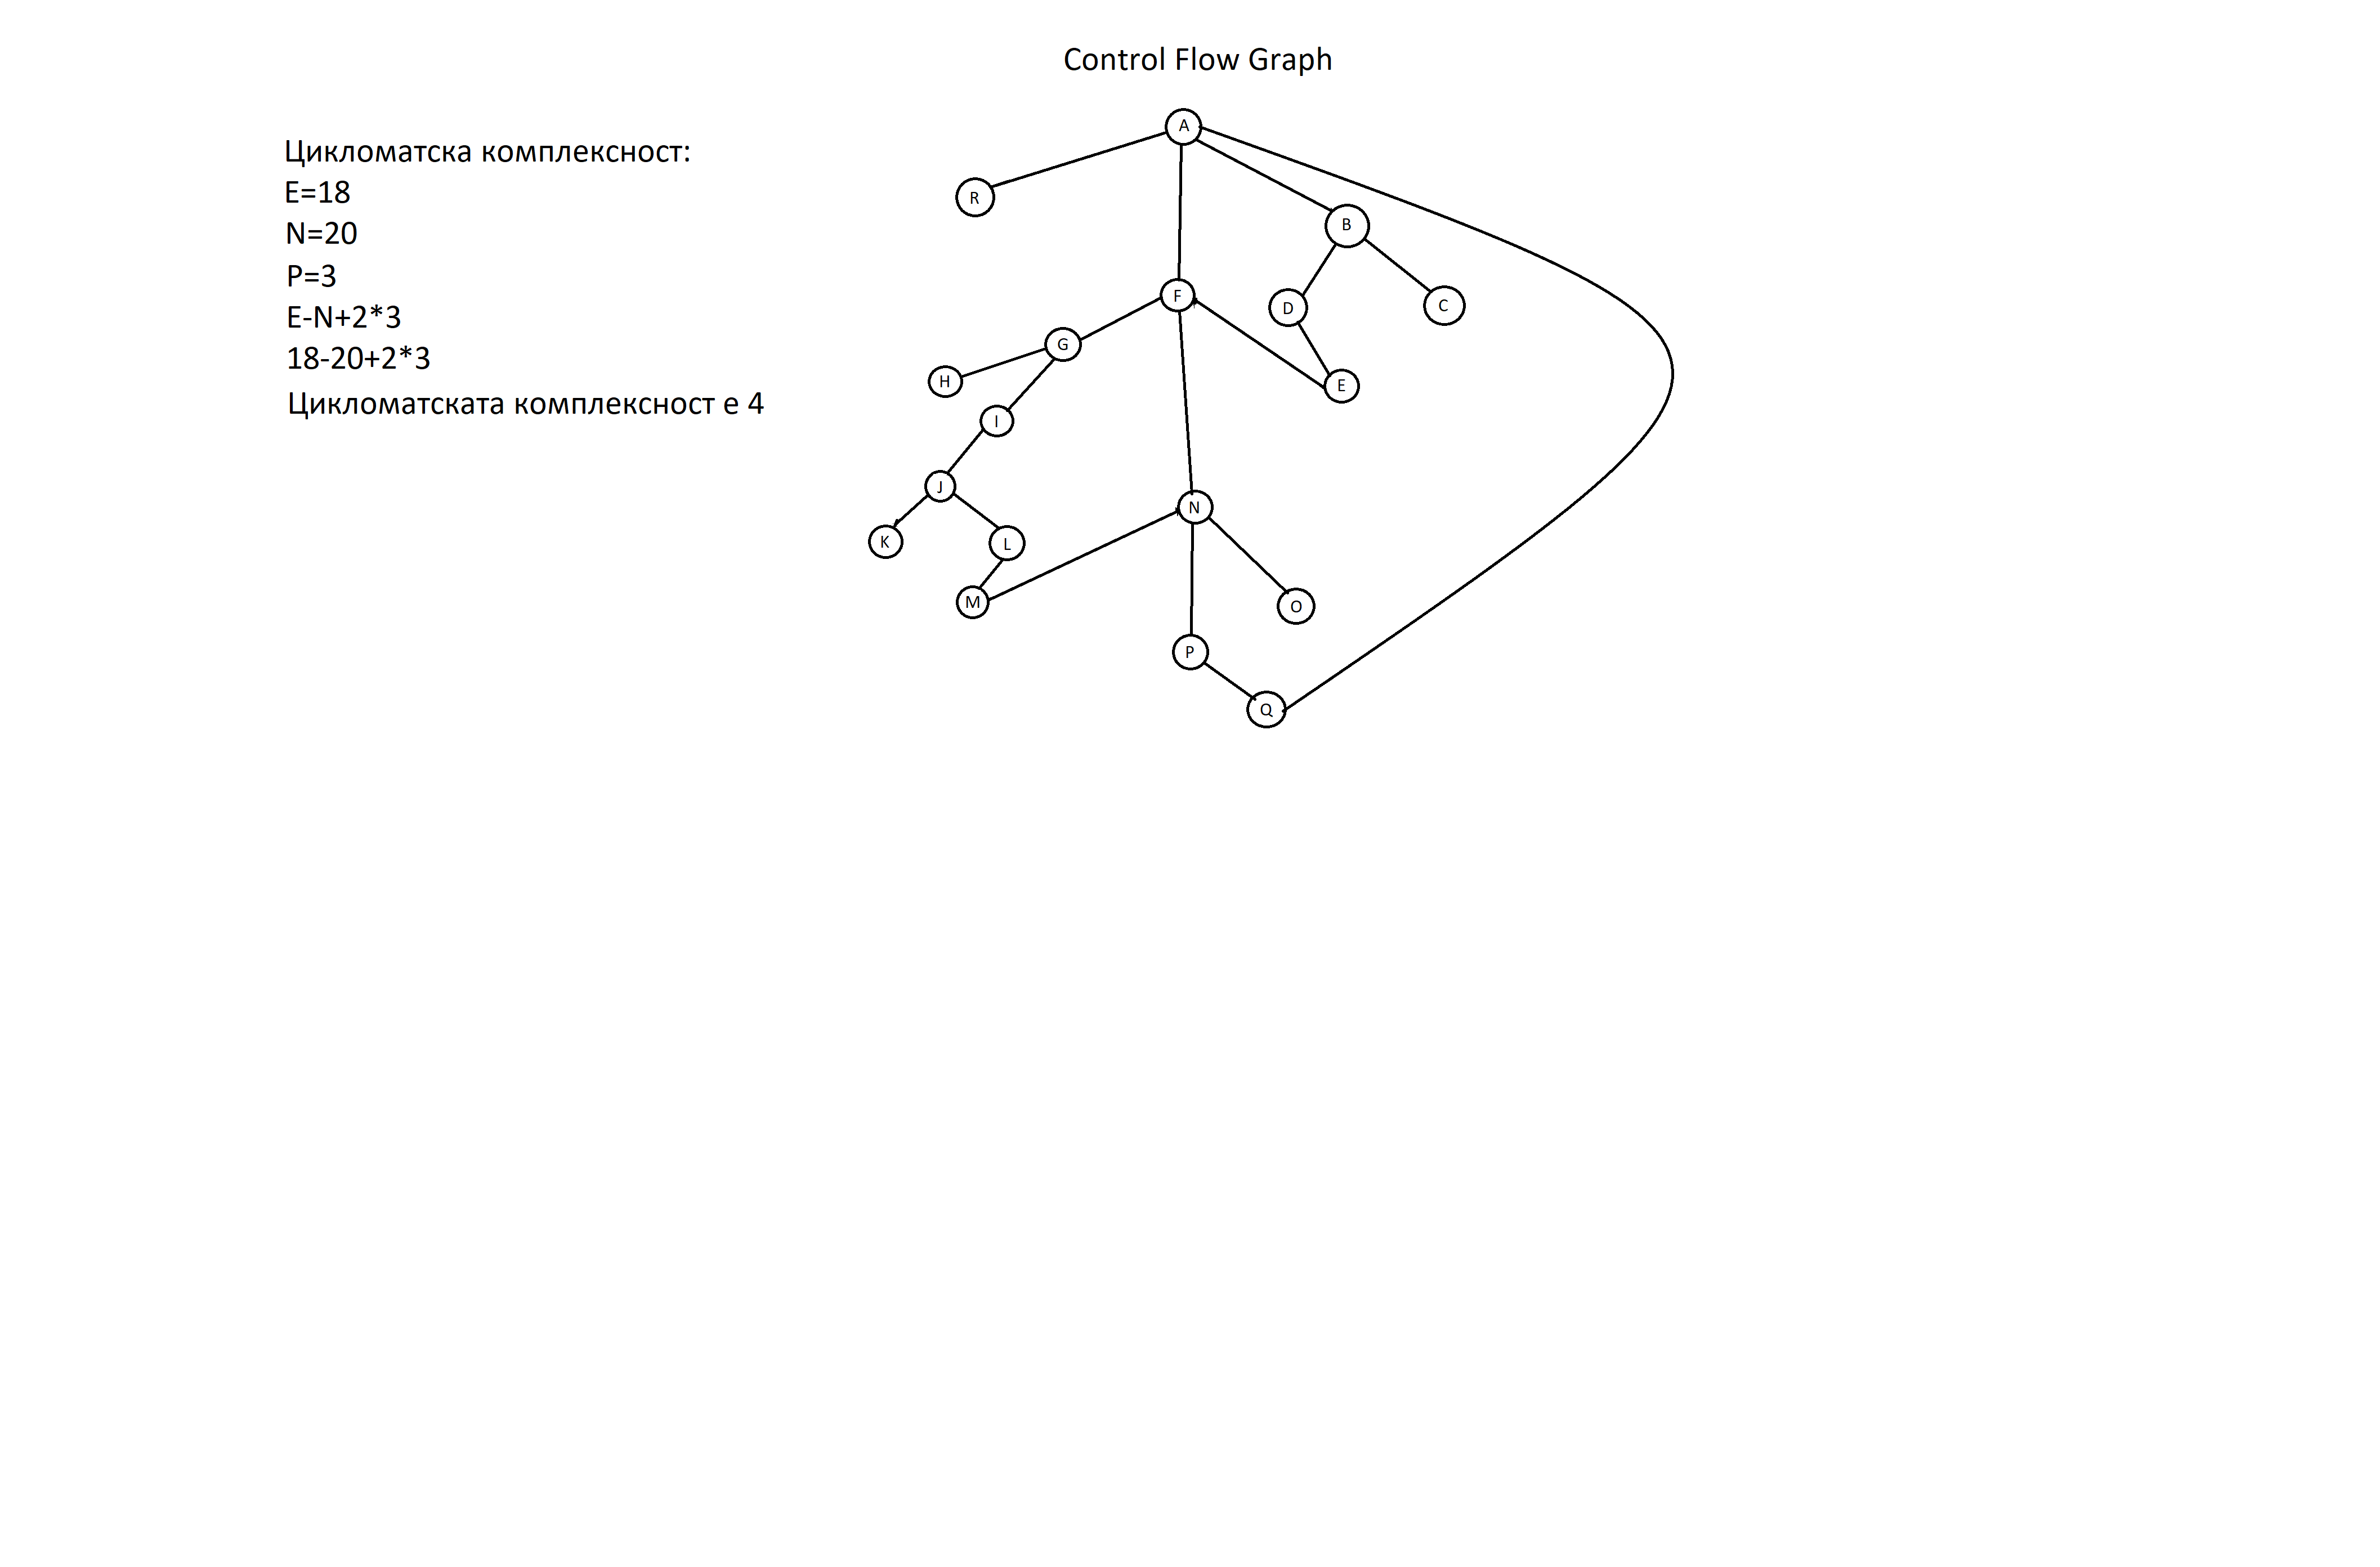 Control Flow Graph
Цикломатска комплексност:
E=18
N=20
P=3
E-N+2*3
18-20+2*3
Цикломатската комплексност е 4
A
R
B
F
D
C
G
H
E
I
J
N
K
L
M
O
P
Q